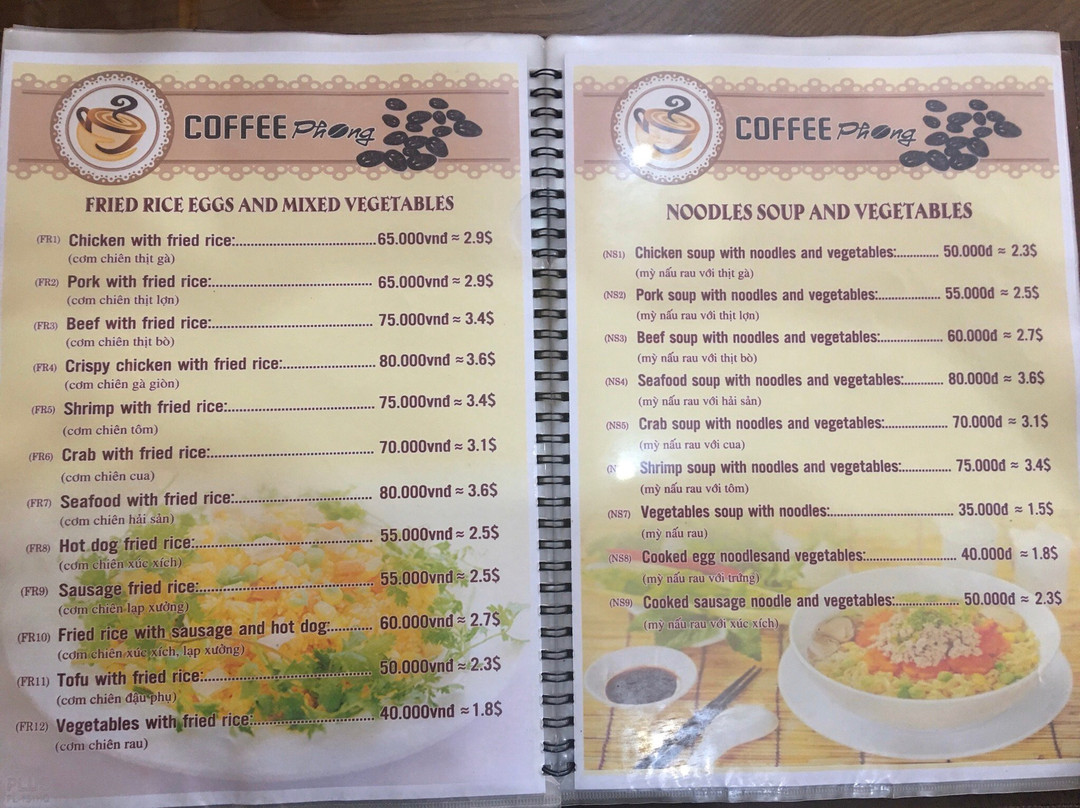 COFFEE Phong
FRIED RICE EGGS AND MIXED VEGETABLES
(FR1) Chicken with fried rice:..........65.000vnd ≈ 2.9$
(cơm chiên thịt gà)
(FR2) Pork with fried rice:.......... 65.000vnđ ≈ 2.9$
(cơm chiên thịt lợn)
(FR3) Beef with fried rice:.......... 75.000vnđ ≈ 3.4$
(cơm chiên thịt bò)
(FR4) Crispy chicken with fried rice:.......... 80.000vnđ ≈ 3.6$
(cơm chiên gà giòn)
(FR5) Shrimp with fried rice:.......... 75.000vnđ ≈ 3.4$
(cơm chiên tôm)
(FR6) Crab with fried rice:.......... 70.000vnđ ≈ 3.1$
(cơm chiên cua)
(FR7) Seafood with fried rice:.......... 80.000vnđ ≈ 3.6$
(cơm chiên hải sản)
(FR8) Hot dog fried rice:.......... 55.000vnđ ≈ 2.5$
(cơm chiên xúc xích)
(FR9) Sausage fried rice:.......... 55.000vnđ ≈ 2.5$
(cơm chiên lạp xưởng)
(FR10) Fried rice with sausage and hot dog:.......... 60.000vnđ ≈ 2.7$
(cơm chiên xúc xích, lạp xưởng)
(FR11) Tofu with fried rice:.......... 50.000vnđ ≈ 2.3$
(cơm chiên đậu phụ)
(FR12) Vegetables with fried rice:.......... 40.000vnđ ≈ 1.8$
(cơm chiên rau)
COFFEE Phong
NOODLES SOUP AND VEGETABLES
(NS1) Chicken soup with noodles and vegetables:.......... 50.000đ ≈ 2.3$
(mỳ nấu rau với thịt gà)
(NS2) Pork soup with noodles and vegetables:.......... 55.000đ ≈ 2.5$
(mỳ nấu rau với thịt lợn)
(NS3) Beef soup with noodles and vegetables:.......... 60.000đ ≈ 2.7$
(mỳ nấu rau với thịt bò)
(NS4) Seafood soup with noodles and vegetables:.......... 80.000đ ≈ 3.6$
(mỳ nấu rau với hải sản)
(NS5) Crab soup with noodles and vegetables:.......... 70.000đ ≈ 3.1$
(mỳ nấu rau với cua)
Shrimp soup with noodles and vegetables:.......... 75.000đ ≈ 3.4$
(mỳ nấu rau với tôm)
(NS7) Vegetables soup with noodles:.......... 35.000đ ≈ 1.5$
(mỳ nấu rau)
(NS8) Cooked egg noodlesand vegetables:.......... 40.000đ ≈ 1.8$
(mỳ nấu rau với trứng)
(NS9) Cooked sausage noodle and vegetables:.......... 50.000đ ≈ 2.3$
(mỳ nấu rau với xúc xích)